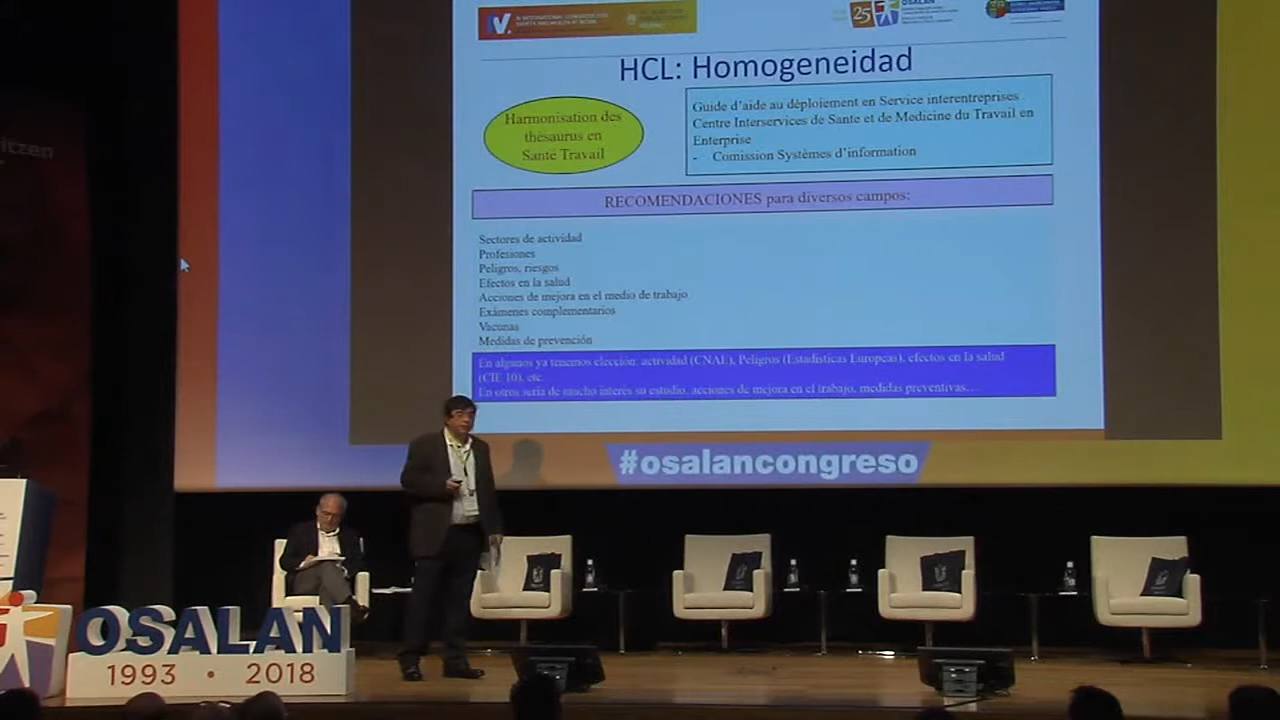 IV.
25
OSALAN
HCL: Homogeneidad
Harmonisation des
thésaurus en
Santé Travail
Guide d'aide au déploiement en Service interentreprises
Centre Interservices de Sante et de Medicine du Travail en
Enterprise
- Comission Systèmes d'information
RECOMENDACIONES para diversos campos:
Sectores de actividad
Profesiones
Peligros, riesgos
Efectos en la salud
Acciones de mejora en el medio de trabajo
Exámenes complementarios
Vacunas
Medidas de prevención
En algunos ya tenemos elección: actividad (CNAE), Peligros (Estadísticas Europeas), efectos en la salud
(CIE 10), etc.
En otros sería de mucho interés su estudio: acciones de mejora en el trabajo, medidas preventivas…
#osalancongreso
OSALAN
1993 • 2018